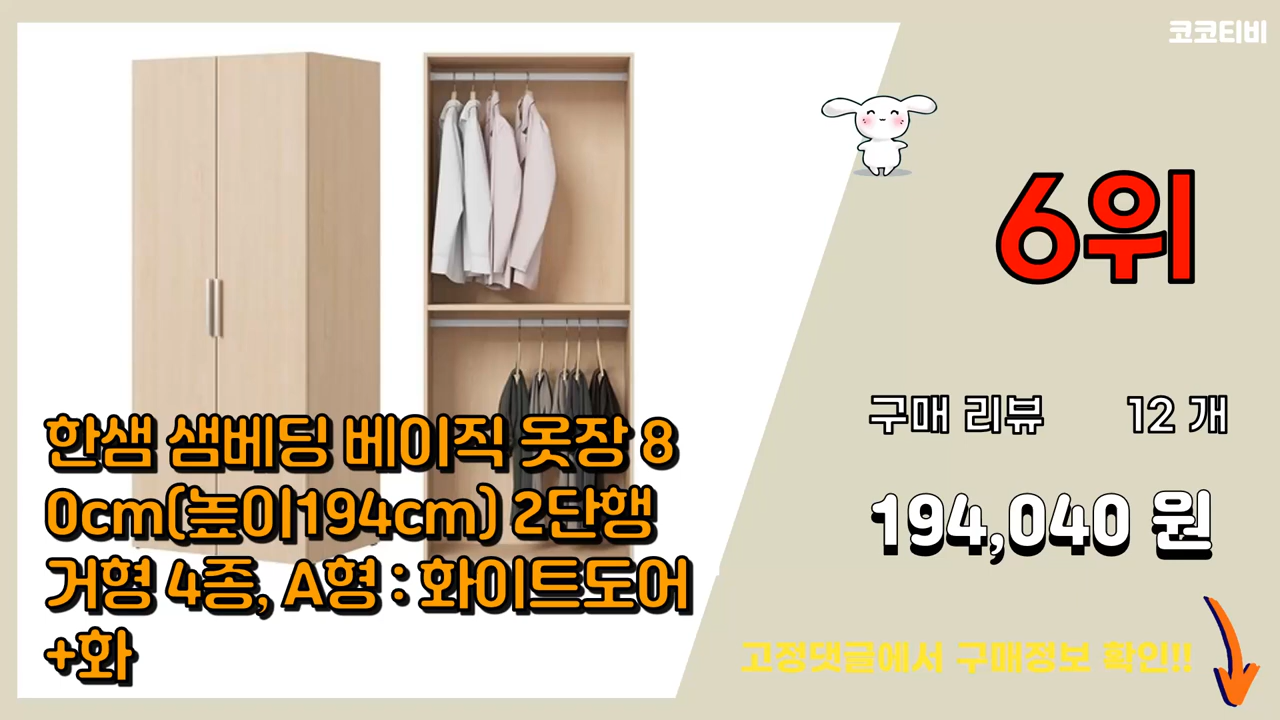 코코티비
6위
구매 리뷰 12 개
194,040 원
한샘 샘베딩 베이직 옷장 8
0cm(높이194cm) 2단행
거형 4종, A형 : 화이트도어
+화
고정댓글에서 구매정보 확인!!